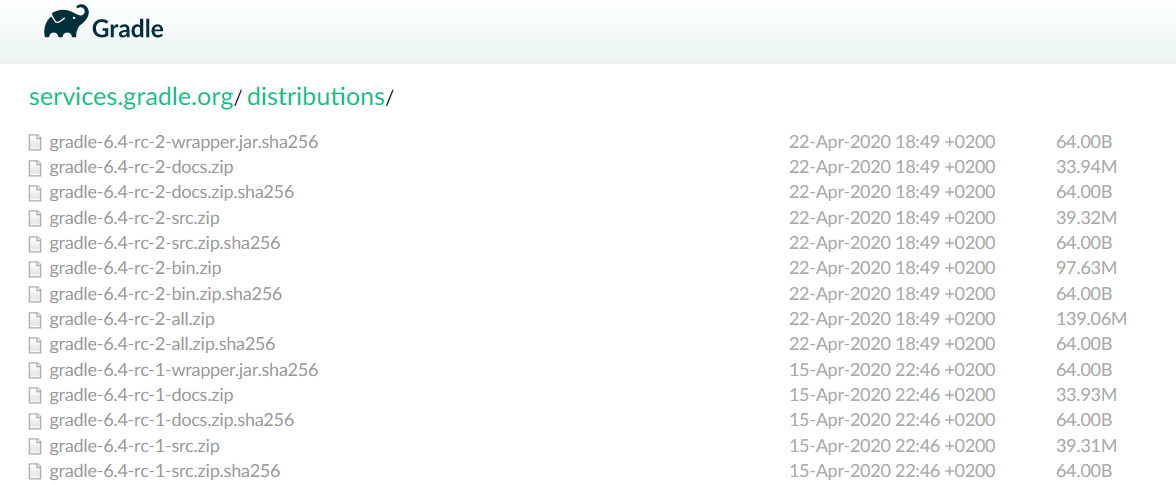 Gradle
services.gradle.org/ distributions/
gradle-6.4-rc-2-wrapper.jar.sha256 22-Apr-2020 18:49 +0200 64.00B
gradle-6.4-rc-2-docs.zip 22-Apr-2020 18:49 +0200 33.94M
gradle-6.4-rc-2-docs.zip.sha256 22-Apr-2020 18:49 +0200 64.00B
gradle-6.4-rc-2-src.zip 22-Apr-2020 18:49 +0200 39.32M
gradle-6.4-rc-2-src.zip.sha256 22-Apr-2020 18:49 +0200 64.00B
gradle-6.4-rc-2-bin.zip 22-Apr-2020 18:49 +0200 97.63M
gradle-6.4-rc-2-bin.zip.sha256 22-Apr-2020 18:49 +0200 64.00B
gradle-6.4-rc-2-all.zip 22-Apr-2020 18:49 +0200 139.06M
gradle-6.4-rc-2-all.zip.sha256 22-Apr-2020 18:49 +0200 64.00B
gradle-6.4-rc-1-wrapper.jar.sha256 15-Apr-2020 22:46 +0200 64.00B
gradle-6.4-rc-1-docs.zip 15-Apr-2020 22:46 +0200 33.93M
gradle-6.4-rc-1-docs.zip.sha256 15-Apr-2020 22:46 +0200 64.00B
gradle-6.4-rc-1-src.zip 15-Apr-2020 22:46 +0200 39.31M
gradle-6.4-rc-1-src.zip.sha256 15-Apr-2020 22:46 +0200 64.00B